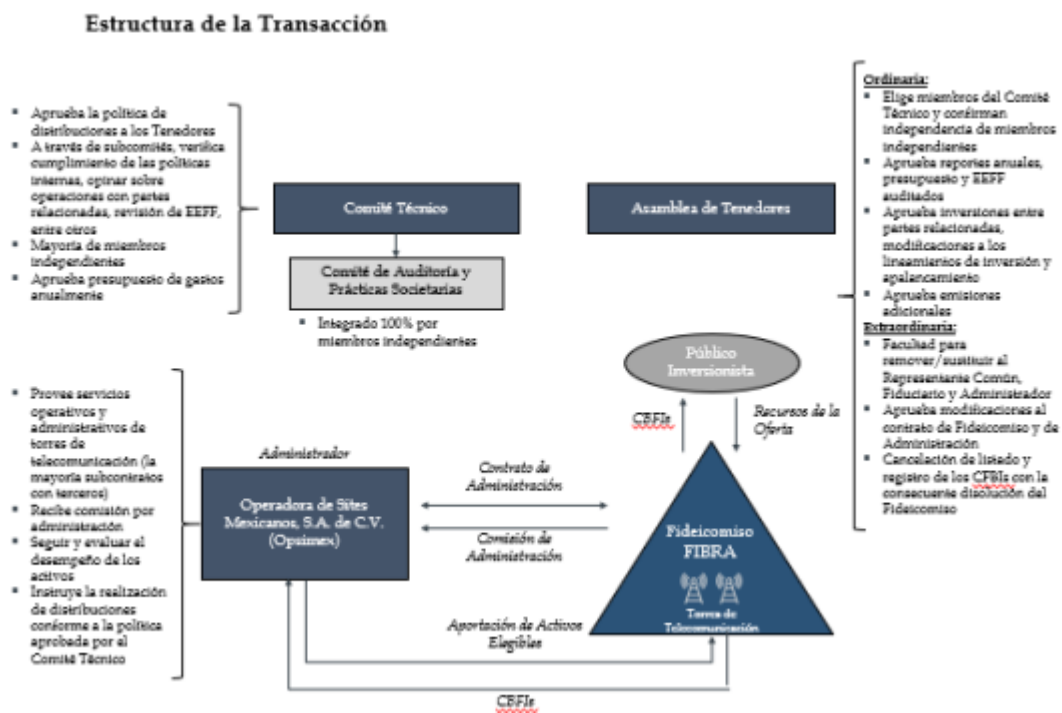 Estructura de la Transacción
Aprueba la política de
distribuciones a los Tenedores
A través de subcomités, verifica
cumplimiento de las políticas
internas, opinar sobre
operaciones con partes
relacionadas, revisión de EEFF,
entre otros
Mayoría de miembros
independientes
Aprueba presupuesto de gastos
anualmente
Comité Técnico
Comité de Auditoría y
Prácticas Societarias
Integrado 100% por
miembros independientes
Asamblea de Tenedores
Ordinaria:
Elige miembros del Comité
Técnico y confirman
independencia de miembros
independientes
Aprueba reportes anuales,
presupuesto y EEFF
auditados
Aprueba inversiones entre
partes relacionadas,
modificaciones a los
lineamientos de inversión y
apalancamiento
Aprueba emisiones
adicionales
Extraordinaria:
Facultad para
remover/sustituir al
Representante Común,
Fiduciario y Administrador
Aprueba modificaciones al
contrato de Fideicomiso y de
Administración
Cancelación de listado y
registro de los CFBIs con la
consecuente disolución del
Fideicomiso
Público
Inversionista
CBFIs
Recursos de la
Oferta
Provee servicios
operativos y
administrativos de
torres de
telecomunicación (la
mayoría subcontratos
con terceros)
Recibe comisión por
administración
Seguir y evaluar el
desempeño de los
activos
Instruye la realización
de distribuciones
conforme a la política
aprobada por el
Comité Técnico
Administrador
Operadora de Sites
Mexicanos, S.A. de C.V.
(Opsimex)
Contrato de
Administración
Comisión de
Administración
Fideicomiso
FIBRA
Torres de
Telecomunicación
Aportación de Activos
Elegibles
CBFIs